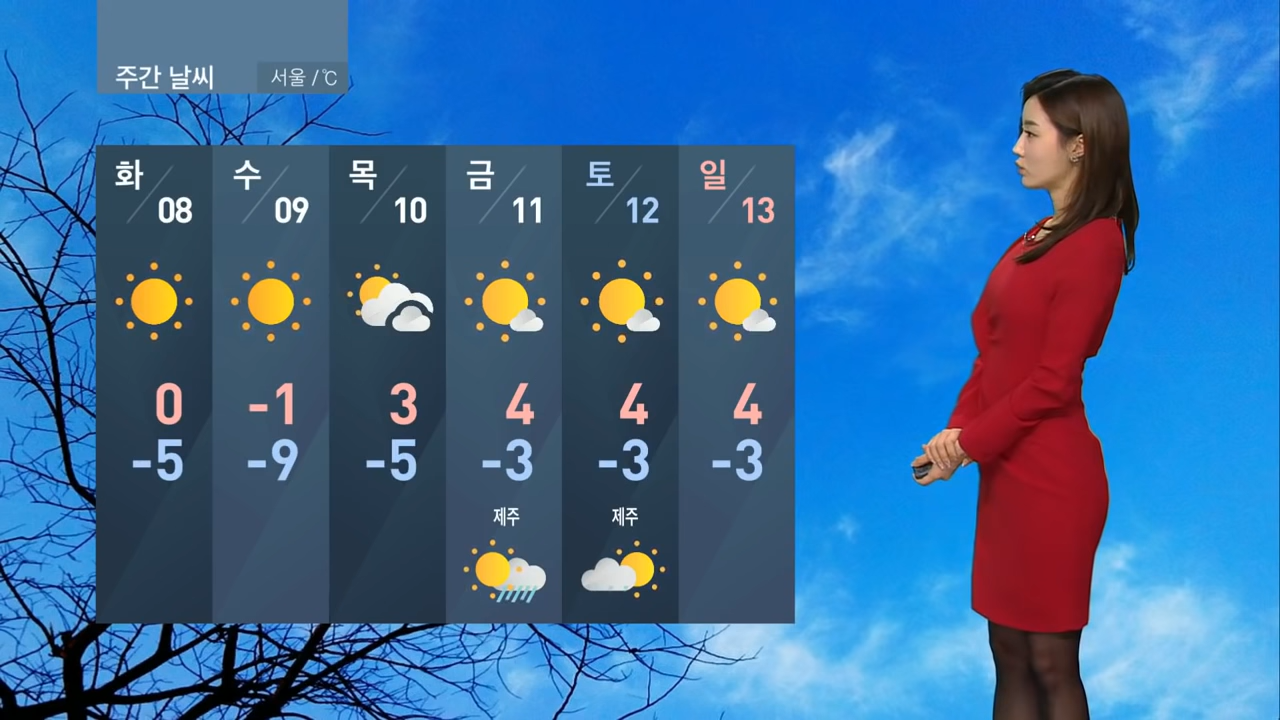 주간 날씨 서울 / ℃
화 수 목 금 토 일
08 09 10 11 12 13
0 -1 3 4 4 4
-5 -9 -5 -3 -3 -3
제주 제주